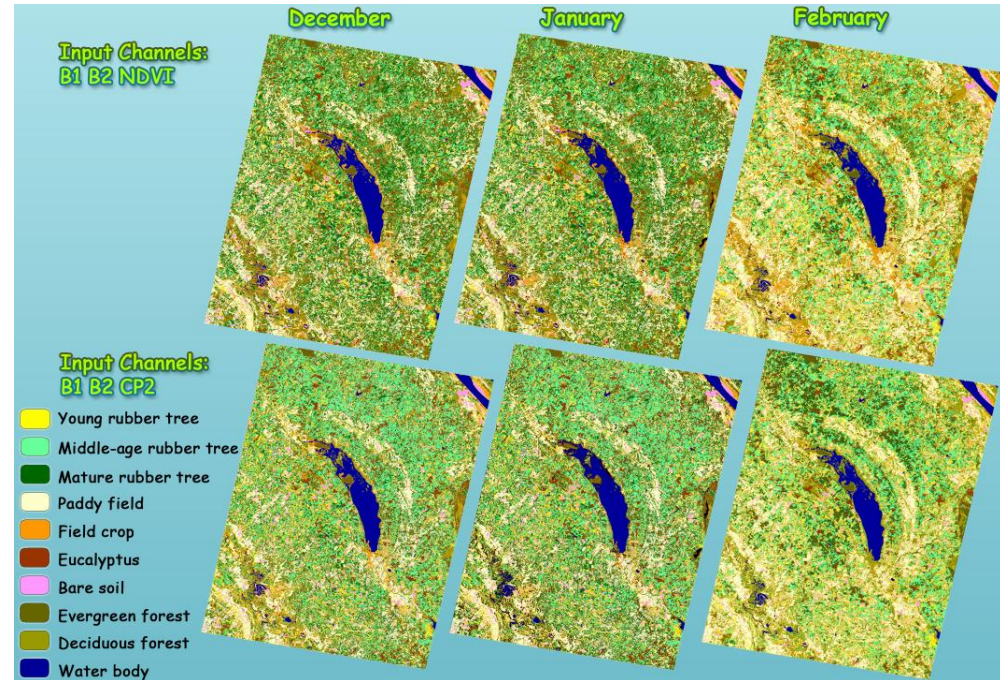 December
January
February
Input Channels:
B1 B2 NDVI
Input Channels:
B1 B2 CP2
Young rubber tree
Middle-age rubber tree
Mature rubber tree
Paddy field
Field crop
Eucalyptus
Bare soil
Evergreen forest
Deciduous forest
Water body